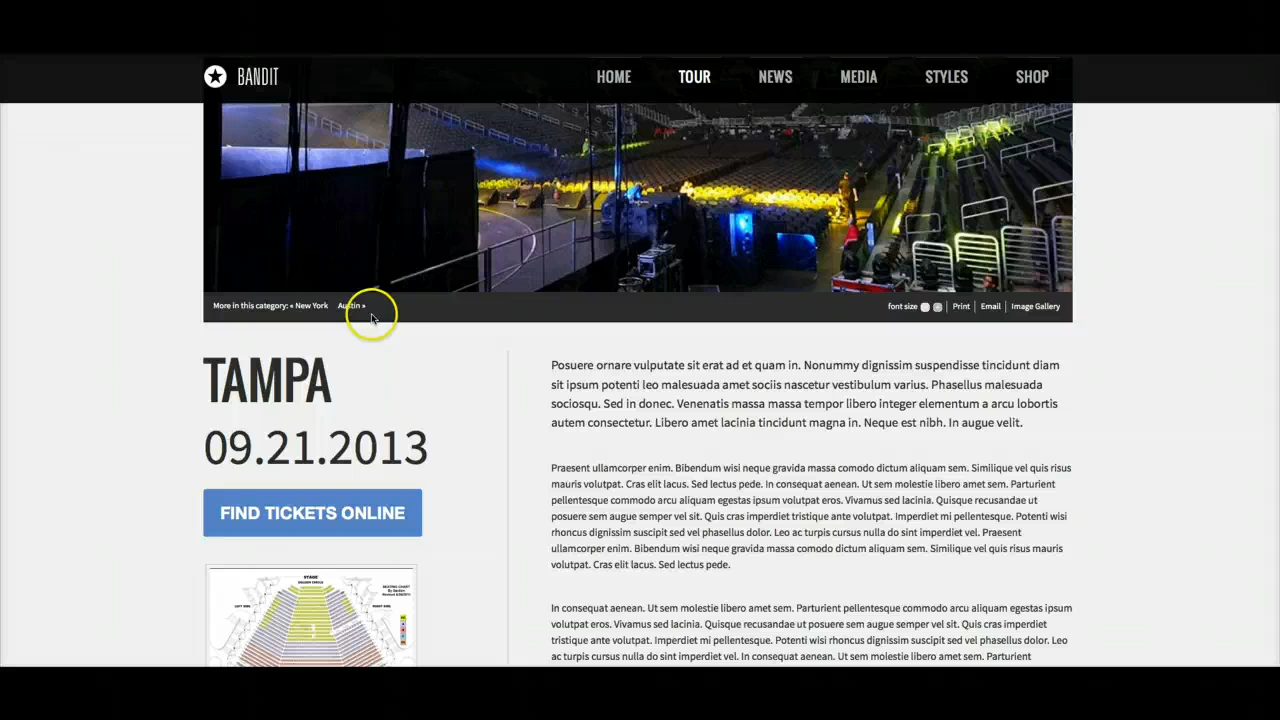 BANDIT
HOME TOUR NEWS MEDIA STYLES SHOP
More in this category: « New York Austin »
font size Print Email Image Gallery
TAMPA
09.21.2013
FIND TICKETS ONLINE
STAGE
LEFT SIDE
RIGHT SIDE
Posuere ornare vulputate sit erat ad et quam in. Nonummy dignissim suspendisse tincidunt diam
sit ipsum potenti leo malesuada amet sociis nascetur vestibulum varius. Phasellus malesuada
sociosqu. Sed in donec. Venenatis massa massa tempor libero integer elementum a arcu lobortis
autem consectetur. Libero amet lacinia tincidunt magna in. Neque est nibh. In augue velit.
Praesent ullamcorper enim. Bibendum wisi neque gravida massa comodo dictum aliquam sem. Similique vel quis risus
mauris volutpat. Cras elit lacus. Sed lectus pede. In consequat aenean. Ut sem molestie libero amet sem. Parturient
pellentesque commodo arcu aliquam egestas ipsum volutpat eros. Vivamus sed lacinia. Quisque recusandae ut
posuere sem augue semper vel sit. Quis cras imperdiet tristique ante volutpat. Imperdiet mi pellentesque. Potenti wisi
rhoncus dignissim suscipit sed vel phasellus dolor. Leo ac turpis cursus nulla do sint imperdiet vel. Praesent
ullamcorper enim. Bibendum wisi neque gravida massa comodo dictum aliquam sem. Similique vel quis risus mauris
volutpat. Cras elit lacus. Sed lectus pede.
In consequat aenean. Ut sem molestie libero amet sem. Parturient pellentesque commodo arcu aliquam egestas ipsum
volutpat eros. Vivamus sed lacinia. Quisque recusandae ut posuere sem augue semper vel sit. Quis cras imperdiet
tristique ante volutpat. Imperdiet mi pellentesque. Potenti wisi rhoncus dignissim suscipit sed vel phasellus dolor. Leo
ac turpis cursus nulla do sint imperdiet vel. Praesent ullamcorper enim. Ut sem molestie libero amet sem. Parturient